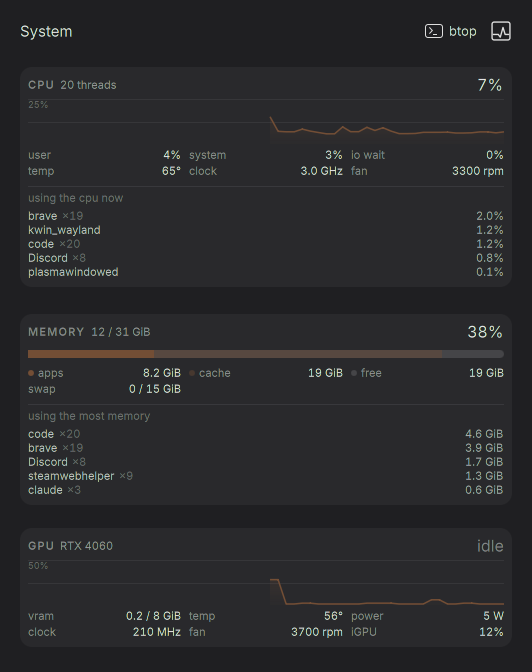 System
btop
CPU 20 threads 7%
25%
user 4% system 3% io wait 0%
temp 65° clock 3.0 GHz fan 3300 rpm
using the cpu now
brave ×19 2.0%
kwin_wayland 1.2%
code ×20 1.2%
Discord ×8 0.8%
plasmawindowed 0.1%
MEMORY 12 / 31 GiB 38%
apps 8.2 GiB cache 19 GiB free 19 GiB
swap 0 / 15 GiB
using the most memory
code ×20 4.6 GiB
brave ×19 3.9 GiB
Discord ×8 1.7 GiB
steamwebhelper ×9 1.3 GiB
claude ×3 0.6 GiB
GPU RTX 4060 idle
50%
vram 0.2 / 8 GiB temp 56° power 5 W
clock 210 MHz fan 3700 rpm iGPU 12%